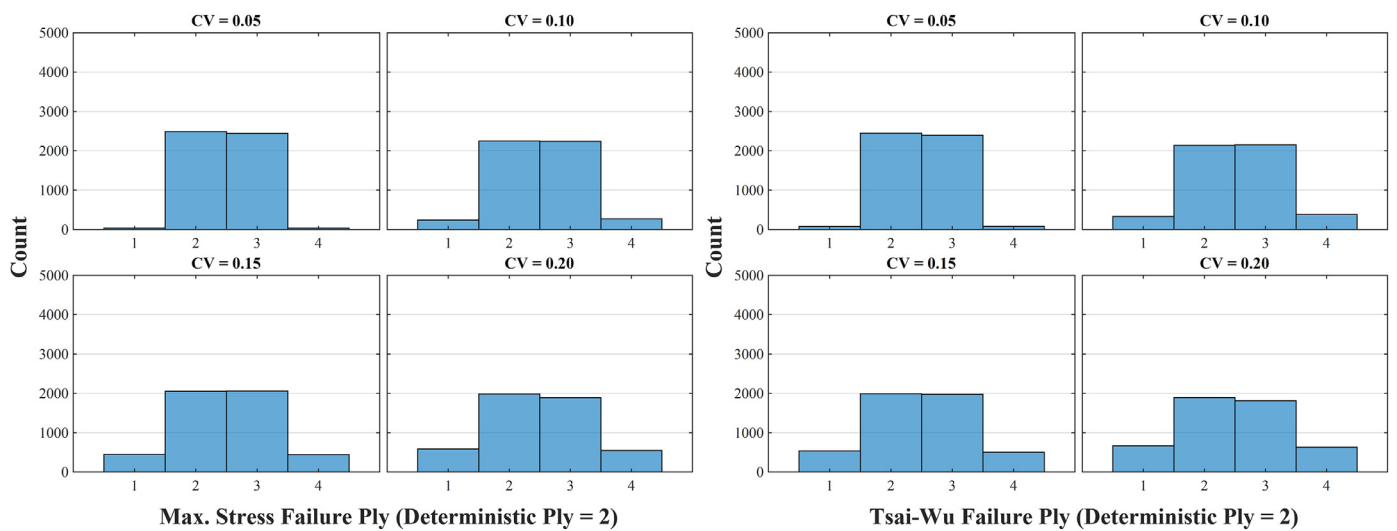 CV = 0.05
CV = 0.10
5000
4000
3000
2000
1000
0
1 2 3 4
1 2 3 4
CV = 0.15
CV = 0.20
5000
4000
3000
2000
1000
0
1 2 3 4
1 2 3 4
Count
Max. Stress Failure Ply (Deterministic Ply = 2)
CV = 0.05
CV = 0.10
5000
4000
3000
2000
1000
0
1 2 3 4
1 2 3 4
CV = 0.15
CV = 0.20
5000
4000
3000
2000
1000
0
1 2 3 4
1 2 3 4
Count
Tsai-Wu Failure Ply (Deterministic Ply = 2)